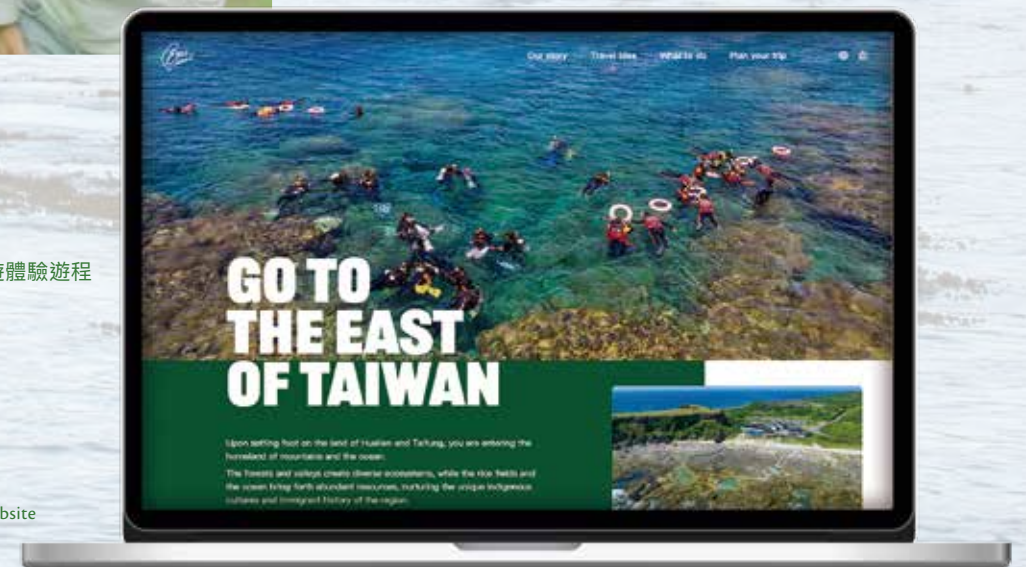 East
Our story Travel idea What to do Plan your trip
GO TO
THE EAST
OF TAIWAN
Upon setting foot on the land of Hualien and Taitung, you are entering the
homeland of mountains and the ocean.
The forests and valleys create diverse ecosystems, while the rice fields and
the ocean bring forth abundant resources, nurturing the unique indigenous
cultures and immigrant history of the region.
體驗遊程
bsite